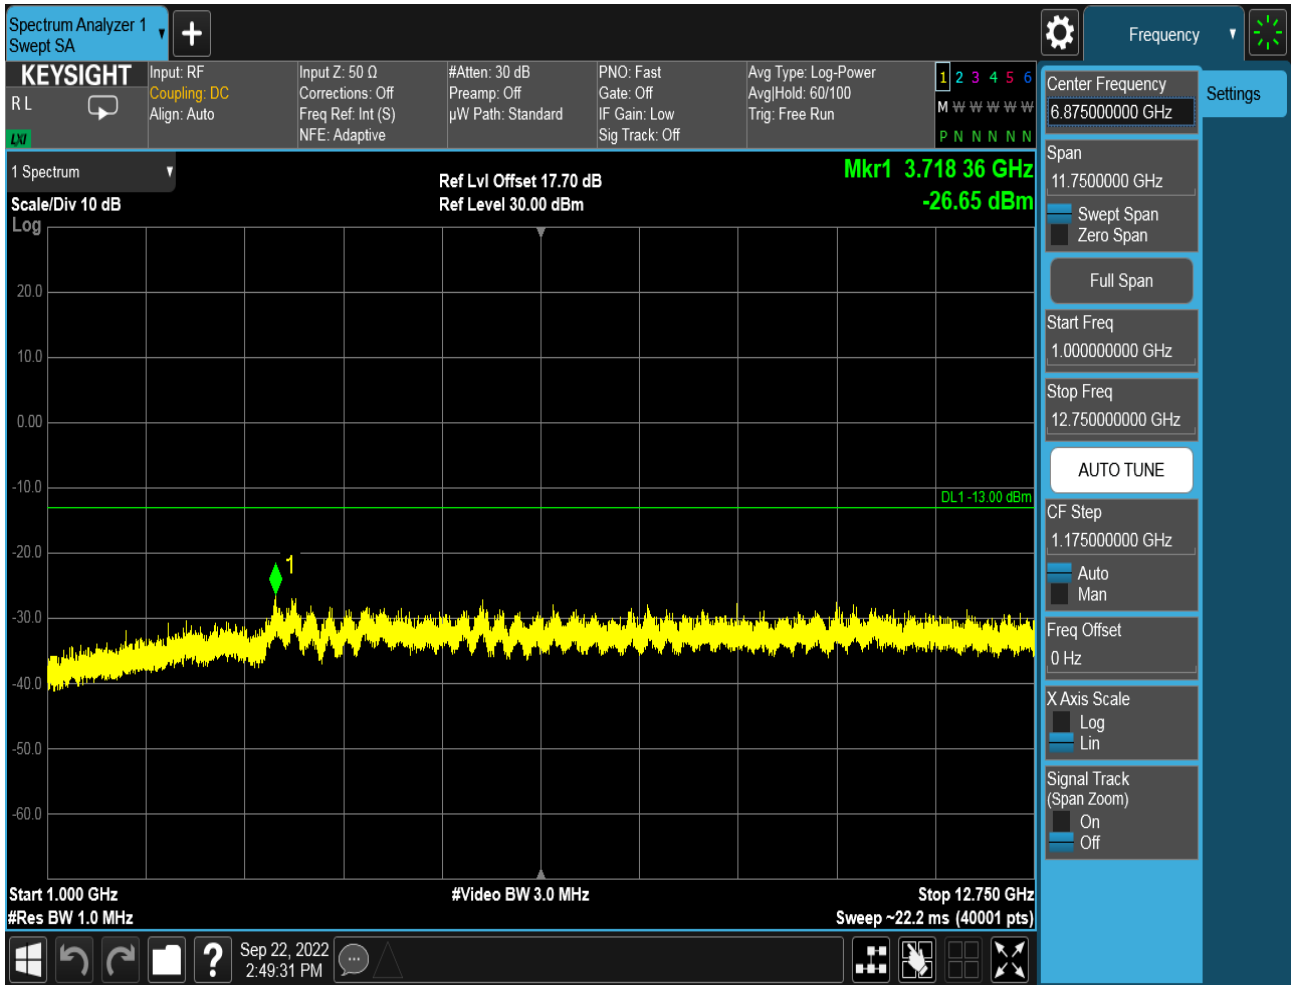 Spectrum Analyzer 1
Swept SA
Frequency
KEYSIGHT
R L
LXI
Input: RF
Coupling: DC
Align: Auto
Input Z: 50 Ω
Corrections: Off
Freq Ref: Int (S)
NFE: Adaptive
#Atten: 30 dB
Preamp: Off
µW Path: Standard
PNO: Fast
Gate: Off
IF Gain: Low
Sig Track: Off
Avg Type: Log-Power
Avg|Hold: 60/100
Trig: Free Run
1 2 3 4 5 6
M W W W W W
P N N N N N
1 Spectrum
Scale/Div 10 dB
Log
Ref Lvl Offset 17.70 dB
Ref Level 30.00 dBm
Mkr1 3.718 36 GHz
-26.65 dBm
20.0
10.0
0.00
-10.0
-20.0
-30.0
-40.0
-50.0
-60.0
DL1 -13.00 dBm
1
Start 1.000 GHz
#Res BW 1.0 MHz
#Video BW 3.0 MHz
Stop 12.750 GHz
Sweep ~22.2 ms (40001 pts)
Center Frequency
6.875000000 GHz
Settings
Span
11.7500000 GHz
Swept Span
Zero Span
Full Span
Start Freq
1.000000000 GHz
Stop Freq
12.750000000 GHz
AUTO TUNE
CF Step
1.175000000 GHz
Auto
Man
Freq Offset
0 Hz
X Axis Scale
Log
Lin
Signal Track
(Span Zoom)
On
Off
?
Sep 22, 2022
2:49:31 PM